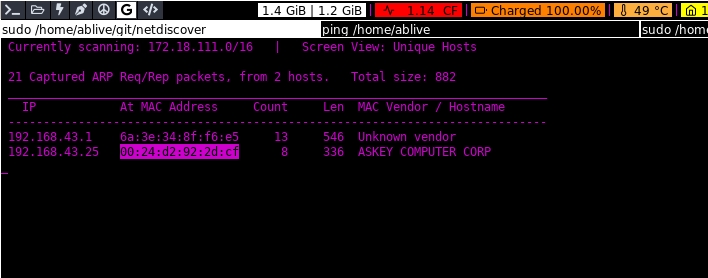 G 1.4 GiB | 1.2 GiB 1.14 CF Charged 100.00% 49 °C 1
sudo /home/ablive/git/netdiscover ping /home/ablive sudo /home
Currently scanning: 172.18.111.0/16 | Screen View: Unique Hosts
21 Captured ARP Req/Rep packets, from 2 hosts. Total size: 882
IP At MAC Address Count Len MAC Vendor / Hostname
192.168.43.1 6a:3e:34:8f:f6:e5 13 546 Unknown vendor
192.168.43.25 00:24:d2:92:2d:cf 8 336 ASKEY COMPUTER CORP